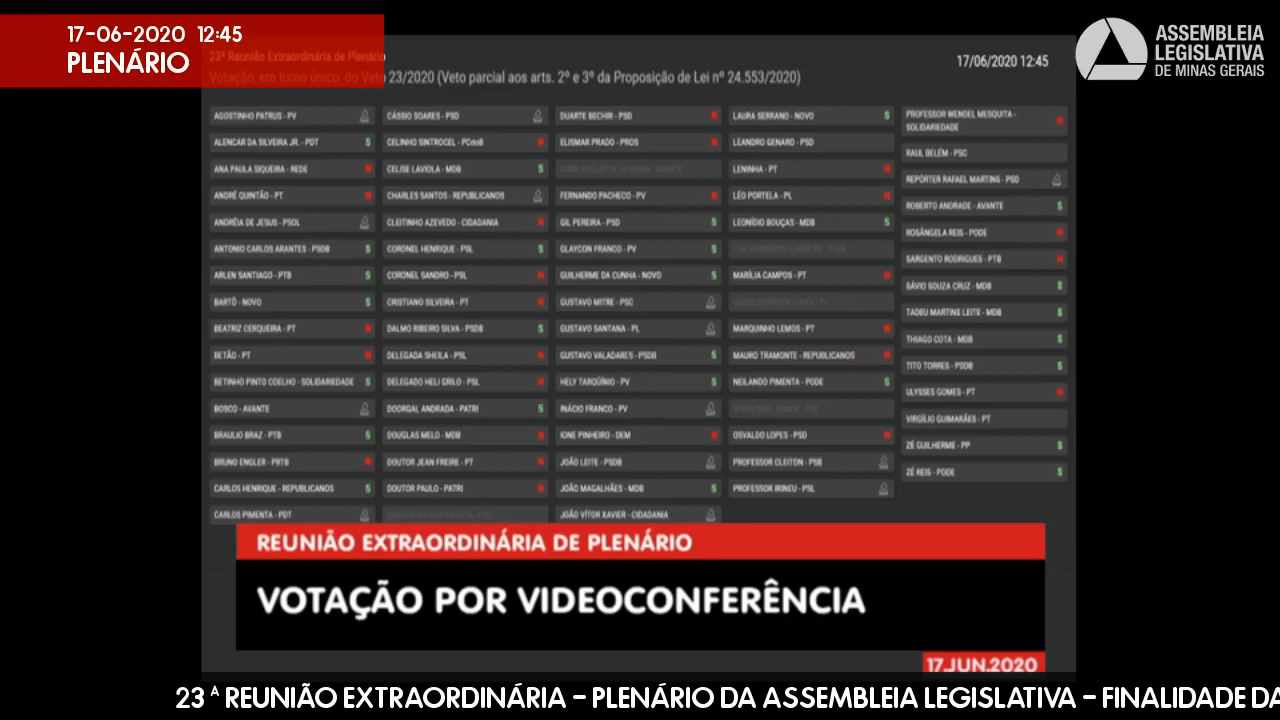 17-06-2020 12:45
PLENÁRIO
ASSEMBLEIA
LEGISLATIVA
DE MINAS GERAIS
23ª Reunião Extraordinária de Plenário
17/06/2020 12:45
Votação, em turno único, do Veto 23/2020 (Veto parcial aos arts. 2º e 3º da Proposição de Lei nº 24.553/2020)
AGOSTINHO PATRUS - PV
ALENCAR DA SILVEIRA JR. - PDT S
ANA PAULA SIQUEIRA - REDE N
ANDRÉ QUINTÃO - PT N
ANDRÉIA DE JESUS - PSOL
ANTONIO CARLOS ARANTES - PSDB S
ARLEN SANTIAGO - PTB S
BARTÔ - NOVO S
BEATRIZ CERQUEIRA - PT N
BETÃO - PT N
BETINHO PINTO COELHO - SOLIDARIEDADE S
BOSCO - AVANTE
BRAULIO BRAZ - PTB S
BRUNO ENGLER - PRTB N
CARLOS HENRIQUE - REPUBLICANOS S
CARLOS PIMENTA - PDT
CÁSSIO SOARES - PSD
CELINHO SINTROCEL - PCdoB N
CELISE LAVIOLA - MDB S
CHARLES SANTOS - REPUBLICANOS
CLEITINHO AZEVEDO - CIDADANIA N
CORONEL HENRIQUE - PSL S
CORONEL SANDRO - PSL N
CRISTIANO SILVEIRA - PT N
DALMO RIBEIRO SILVA - PSDB S
DELEGADA SHEILA - PSL N
DELEGADO HELI GRILO - PSL N
DOORGAL ANDRADA - PATRI S
DOUGLAS MELO - MDB N
DOUTOR JEAN FREIRE - PT N
DOUTOR PAULO - PATRI N
DUARTE BECHIR - PSD N
ELISMAR PRADO - PROS N
FERNANDO PACHECO - PV N
GIL PEREIRA - PSD S
GLAYCON FRANCO - PV S
GUILHERME DA CUNHA - NOVO S
GUSTAVO MITRE - PSC
GUSTAVO SANTANA - PL
GUSTAVO VALADARES - PSDB S
HELY TARQÜÍNIO - PV S
INÁCIO FRANCO - PV
IONE PINHEIRO - DEM N
JOÃO LEITE - PSDB
JOÃO MAGALHÃES - MDB S
JOÃO VÍTOR XAVIER - CIDADANIA
LAURA SERRANO - NOVO S
LEANDRO GENARO - PSD
LENINHA - PT N
LÉO PORTELA - PL N
LEONÍDIO BOUÇAS - MDB S
MARÍLIA CAMPOS - PT N
MARQUINHO LEMOS - PT N
MAURO TRAMONTE - REPUBLICANOS N
NEILANDO PIMENTA - PODE S
OSVALDO LOPES - PSD N
PROFESSOR CLEITON - PSB
PROFESSOR IRINEU - PSL
PROFESSOR WENDEL MESQUITA -
SOLIDARIEDADE N
RAUL BELÉM - PSC
REPÓRTER RAFAEL MARTINS - PSD
ROBERTO ANDRADE - AVANTE S
ROSÂNGELA REIS - PODE N
SARGENTO RODRIGUES - PTB N
SÁVIO SOUZA CRUZ - MDB S
TADEU MARTINS LEITE - MDB S
THIAGO COTA - MDB S
TITO TORRES - PSDB S
ULYSSES GOMES - PT N
VIRGÍLIO GUIMARÃES - PT
ZÉ GUILHERME - PP S
ZÉ REIS - PODE S
REUNIÃO EXTRAORDINÁRIA DE PLENÁRIO
VOTAÇÃO POR VIDEOCONFERÊNCIA
17.JUN.2020
23ª REUNIÃO EXTRAORDINÁRIA – PLENÁRIO DA ASSEMBLEIA LEGISLATIVA – FINALIDADE DA